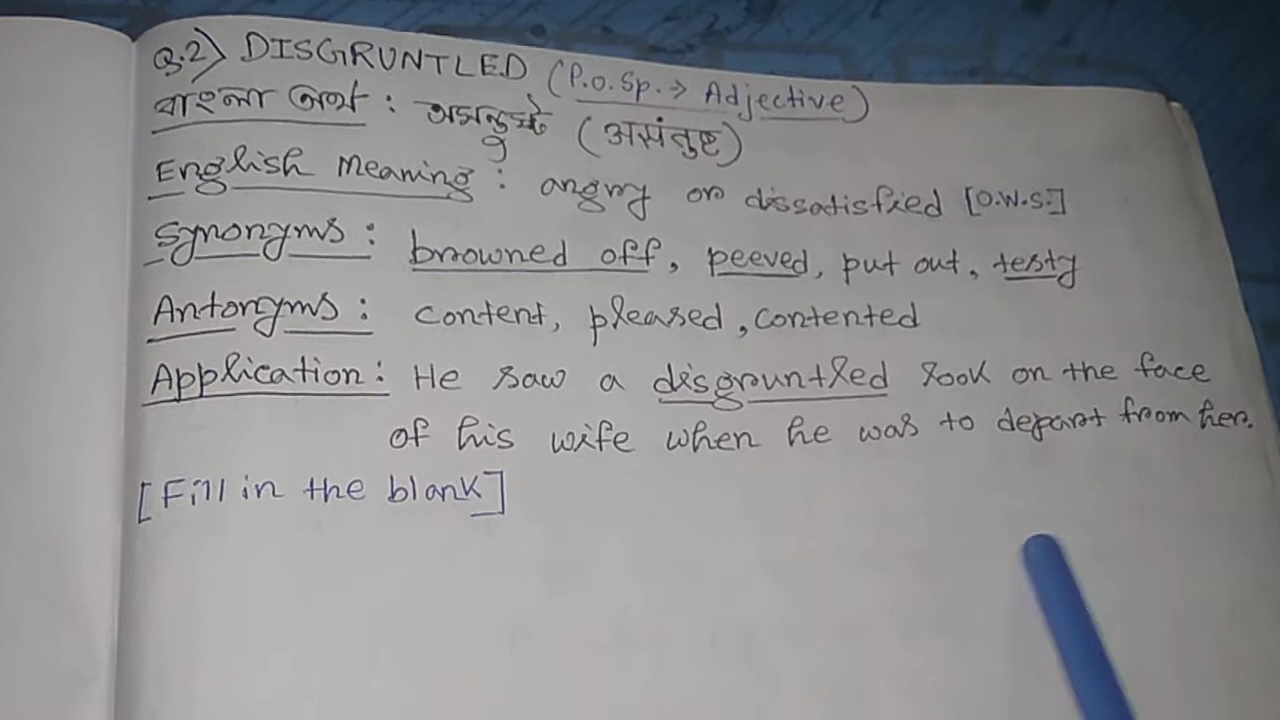 Q.2) DISGRUNTLED (P.O.Sp.→ Adjective)
বাংলা অর্থ : অসন্তুষ্ট (असंतुष्ट)
English Meaning : angry or dissatisfied [O.W.S.]
Synonyms : browned off, peeved, put out, testy
Antonyms : content, pleased, contented
Application : He saw a disgruntled look on the face
of his wife when he was to depart from her.
[Fill in the blank]